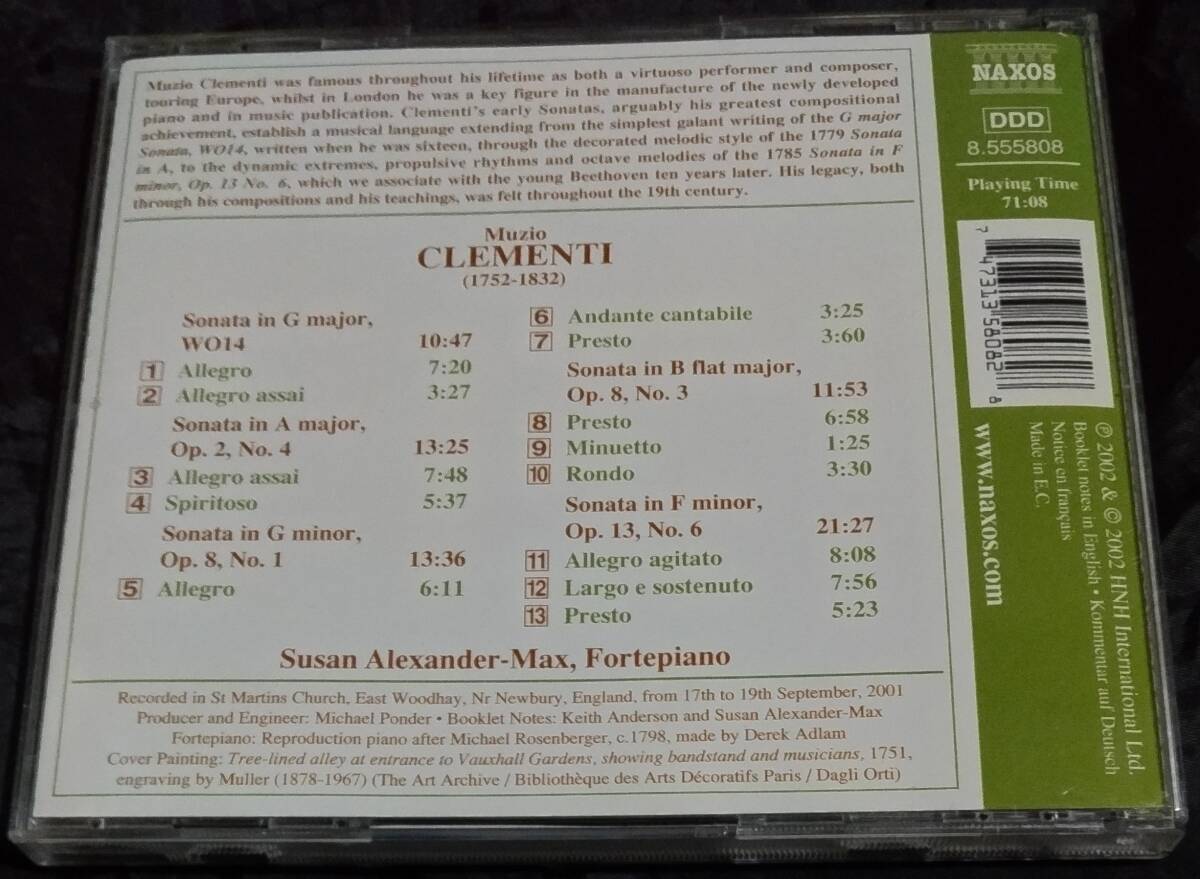 Muzio Clementi was famous throughout his lifetime as both a virtuoso performer and composer,
touring Europe, whilst in London he was a key figure in the manufacture of the newly developed
piano and in music publication. Clementi's early Sonatas, arguably his greatest compositional
achievement, establish a musical language extending from the simplest galant writing of the G major
Sonata, WO14, written when he was sixteen, through the decorated melodic style of the 1779 Sonata
in A, to the dynamic extremes, propulsive rhythms and octave melodies of the 1785 Sonata in F
minor, Op. 13 No. 6, which we associate with the young Beethoven ten years later. His legacy, both
through his compositions and his teachings, was felt throughout the 19th century.
Muzio
CLEMENTI
(1752-1832)
Sonata in G major,
WO14 10:47
1 Allegro 7:20
2 Allegro assai 3:27
Sonata in A major,
Op. 2, No. 4 13:25
3 Allegro assai 7:48
4 Spiritoso 5:37
Sonata in G minor,
Op. 8, No. 1 13:36
5 Allegro 6:11
6 Andante cantabile 3:25
7 Presto 3:60
Sonata in B flat major,
Op. 8, No. 3 11:53
8 Presto 6:58
9 Minuetto 1:25
10 Rondo 3:30
Sonata in F minor,
Op. 13, No. 6 21:27
11 Allegro agitato 8:08
12 Largo e sostenuto 7:56
13 Presto 5:23
Susan Alexander-Max, Fortepiano
Recorded in St Martins Church, East Woodhay, Nr Newbury, England, from 17th to 19th September, 2001
Producer and Engineer: Michael Ponder • Booklet Notes: Keith Anderson and Susan Alexander-Max
Fortepiano: Reproduction piano after Michael Rosenberger, c.1798, made by Derek Adlam
Cover Painting: Tree-lined alley at entrance to Vauxhall Gardens, showing bandstand and musicians, 1751,
engraving by Muller (1878-1967) (The Art Archive / Bibliothèque des Arts Décoratifs Paris / Dagli Orti)
NAXOS
DDD
8.555808
Playing Time
71:08
7 47313 58082 8
℗ 2002 & © 2002 HNH International Ltd.
Booklet notes in English • Kommentar auf Deutsch
Notice en français
Made in E.C.
www.naxos.com